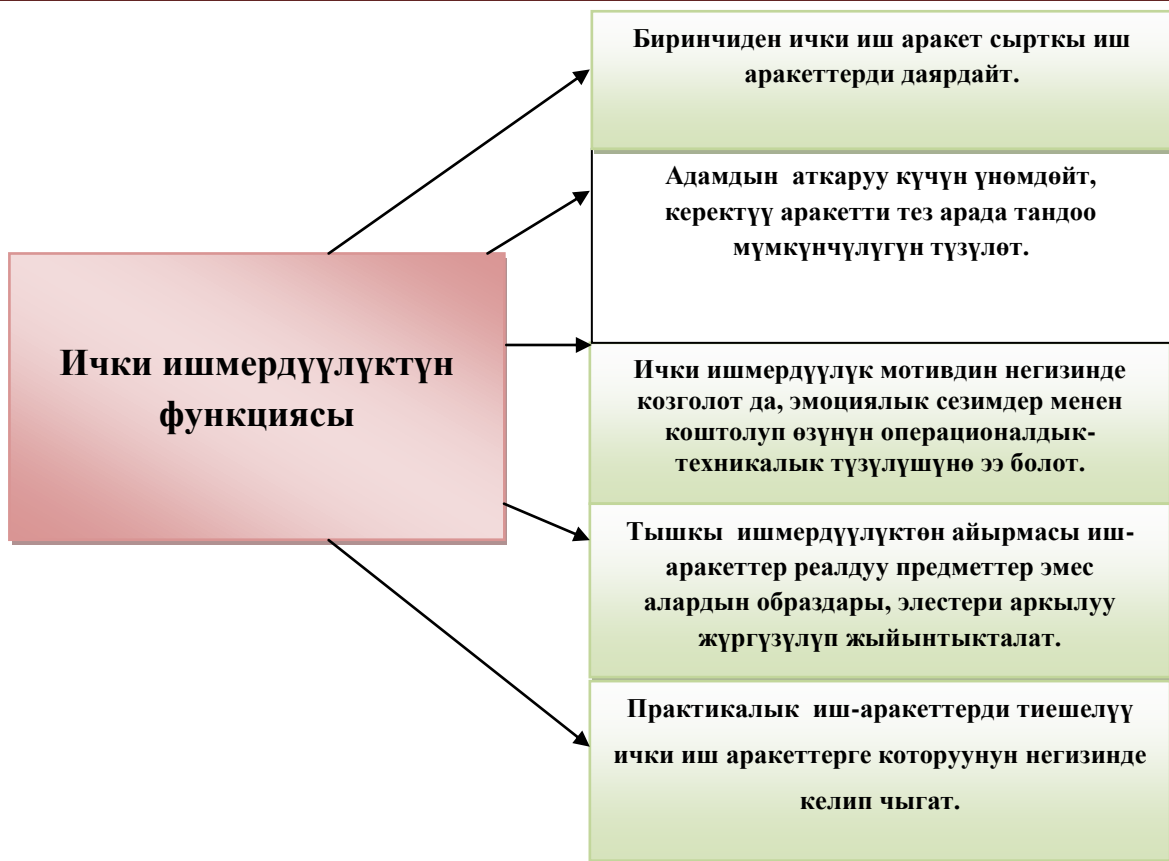 Биринчиден ички иш аракет сырткы иш
аракеттерди даярдайт.
Адамдын аткаруу күчүн үнөмдөйт,
керектүү аракетти тез арада тандоо
мүмкүнчүлүгүн түзүлөт.
Ички ишмердүүлүктүн
функциясы
Ички ишмердүүлүк мотивдин негизинде
козголот да, эмоциялык сезимдер менен
коштолуп өзүнүн операционалдык-
техникалык түзүлүшүнө ээ болот.
Тышкы ишмердүүлүктөн айырмасы иш-
аракеттер реалдуу предметтер эмес
алардын образдары, элестери аркылуу
жүргүзүлүп жыйынтыкталат.
Практикалык иш-аракеттерди тиешелүү
ички иш аракеттерге которуунун негизинде
келип чыгат.